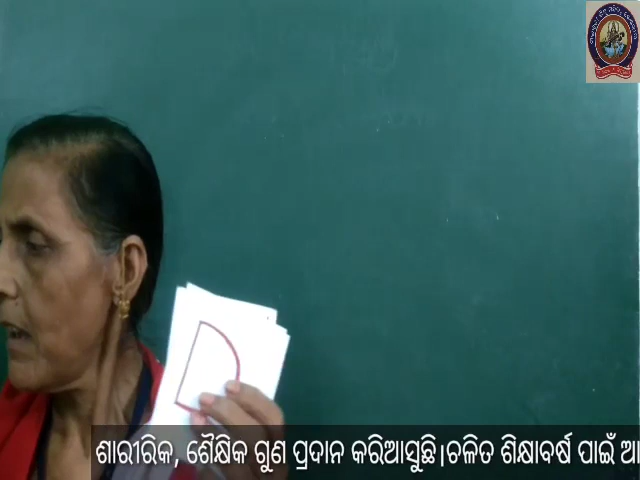 D
ଶାରୀରିକ, ଶୈକ୍ଷିକ ଗୁଣ ପ୍ରଦାନ କରିଆସୁଛି।ଚଳିତ ଶିକ୍ଷାବର୍ଷ ପାଇଁ ଆ